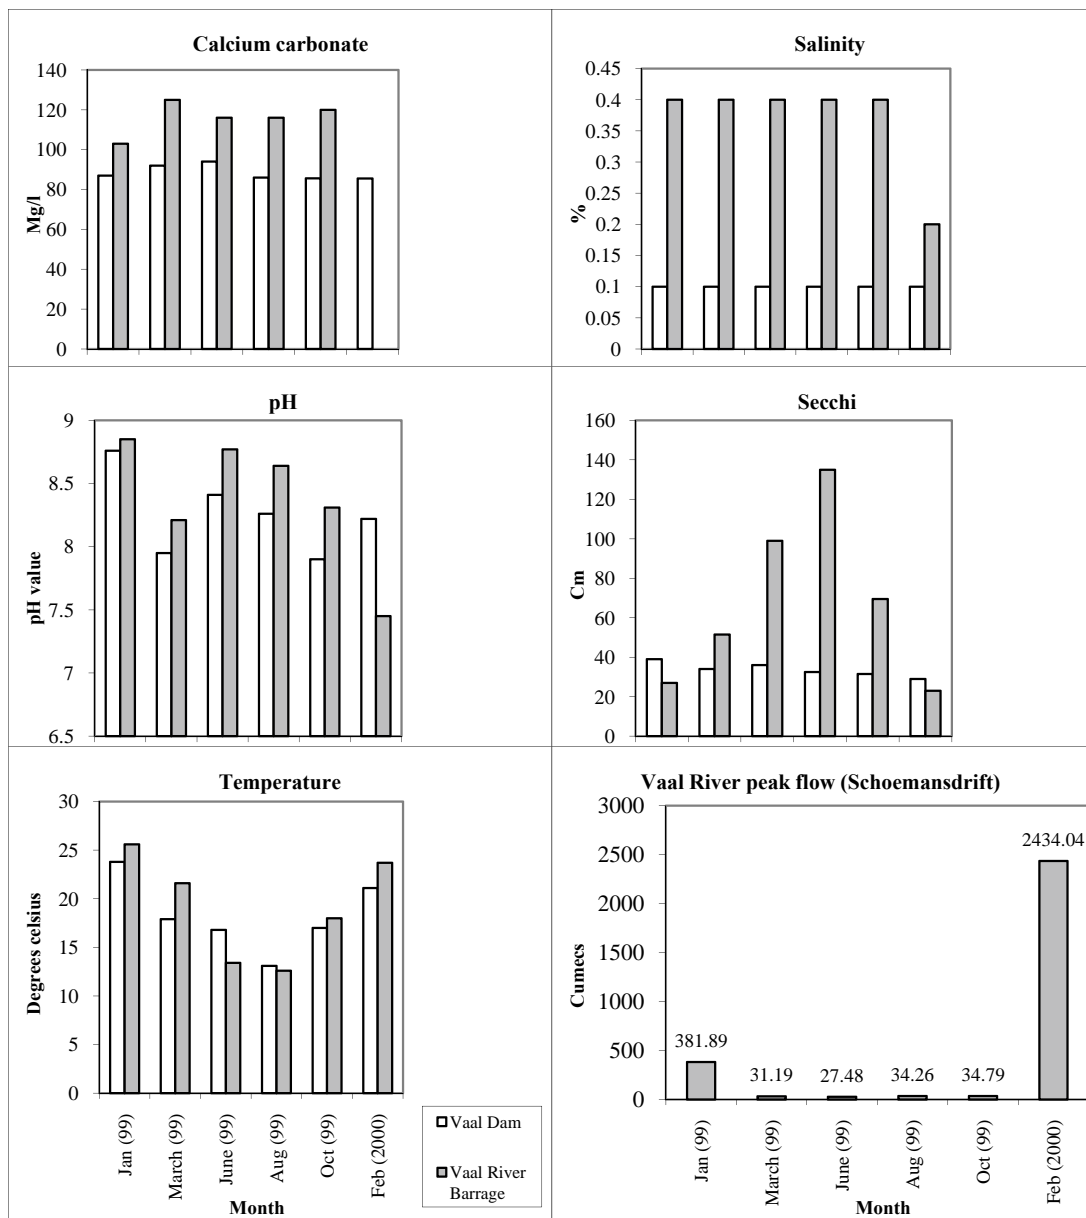 Calcium carbonate
140
120
100
80
60
40
20
0
Mg/l
Salinity
0.45
0.4
0.35
0.3
0.25
0.2
0.15
0.1
0.05
0
%
pH
9
8.5
8
7.5
7
6.5
pH value
Secchi
160
140
120
100
80
60
40
20
0
Cm
Temperature
30
25
20
15
10
5
0
Degrees celsius
Jan (99)
March (99)
June (99)
Aug (99)
Oct (99)
Feb (2000)
Month
Vaal Dam
Vaal River
Barrage
Vaal River peak flow (Schoemansdrift)
3000
2500
2000
1500
1000
500
0
Cumecs
381.89
31.19
27.48
34.26
34.79
2434.04
Jan (99)
March (99)
June (99)
Aug (99)
Oct (99)
Feb (2000)
Month